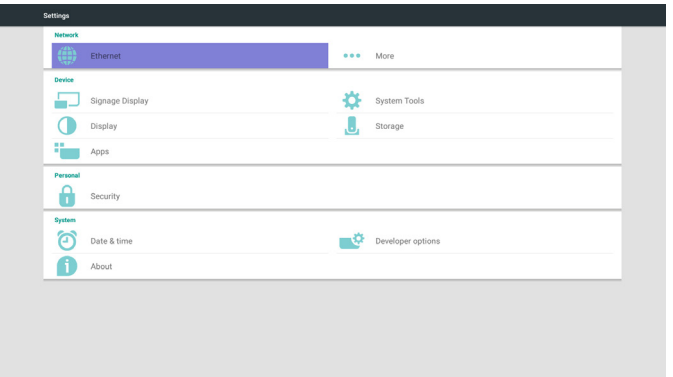 Settings
Network
Ethernet
More
Device
Signage Display
System Tools
Display
Storage
Apps
Personal
Security
System
Date & time
Developer options
About